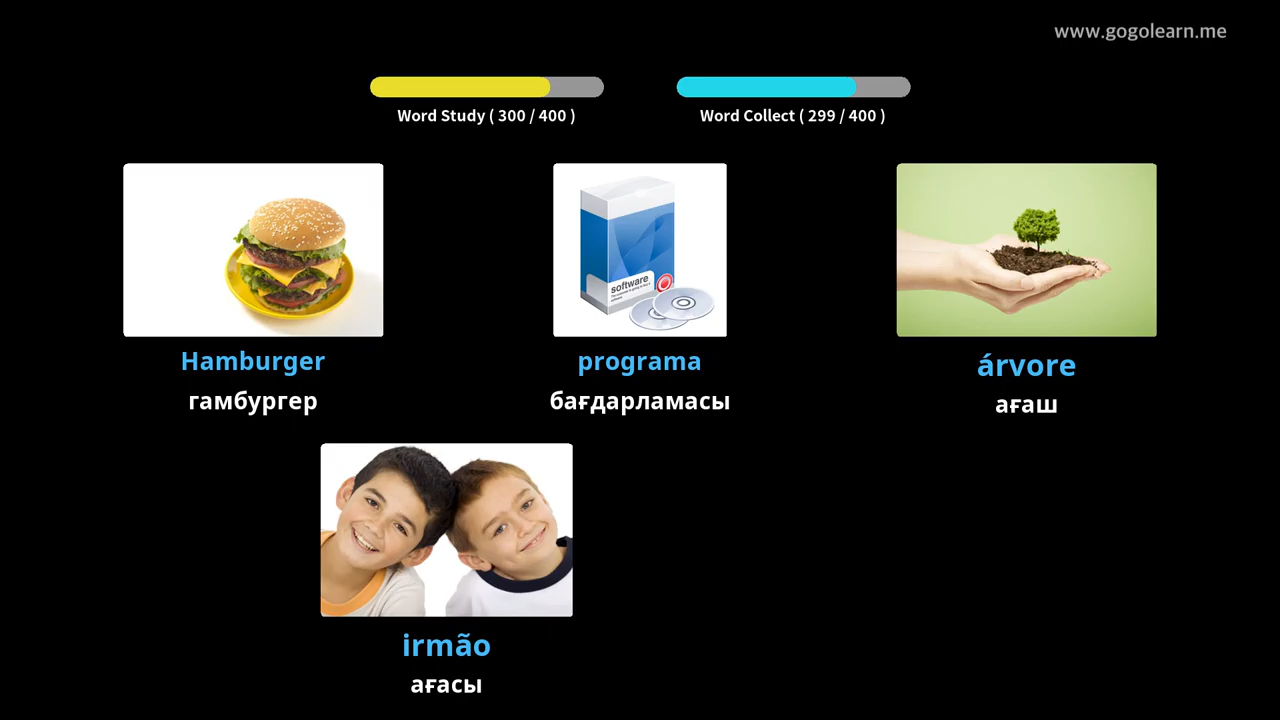 www.gogolearn.me
Word Study ( 300 / 400 )
Word Collect ( 299 / 400 )
software
Hamburger
гамбургер
programa
бағдарламасы
árvore
ағаш
irmão
ағасы